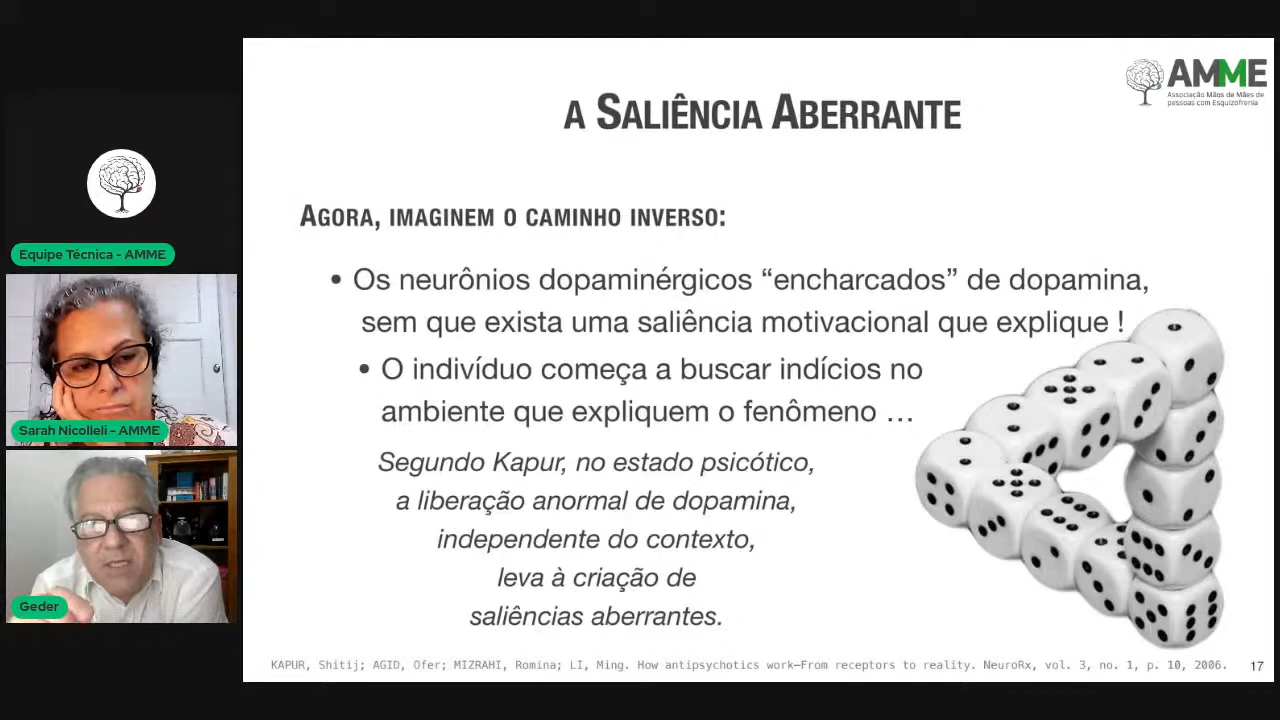 AMME
Associação Mãos de Mães de
pessoas com Esquizofrenia
A SALIÊNCIA ABERRANTE
AGORA, IMAGINEM O CAMINHO INVERSO:
• Os neurônios dopaminérgicos “encharcados” de dopamina,
sem que exista uma saliência motivacional que explique !
• O indivíduo começa a buscar indícios no
ambiente que expliquem o fenômeno ...
Segundo Kapur, no estado psicótico,
a liberação anormal de dopamina,
independente do contexto,
leva à criação de
saliências aberrantes.
KAPUR, Shitij; AGID, Ofer; MIZRAHI, Romina; LI, Ming. How antipsychotics work—From receptors to reality. NeuroRx, vol. 3, no. 1, p. 10, 2006.
17
Equipe Técnica - AMME
Sarah Nicolleli - AMME
Geder